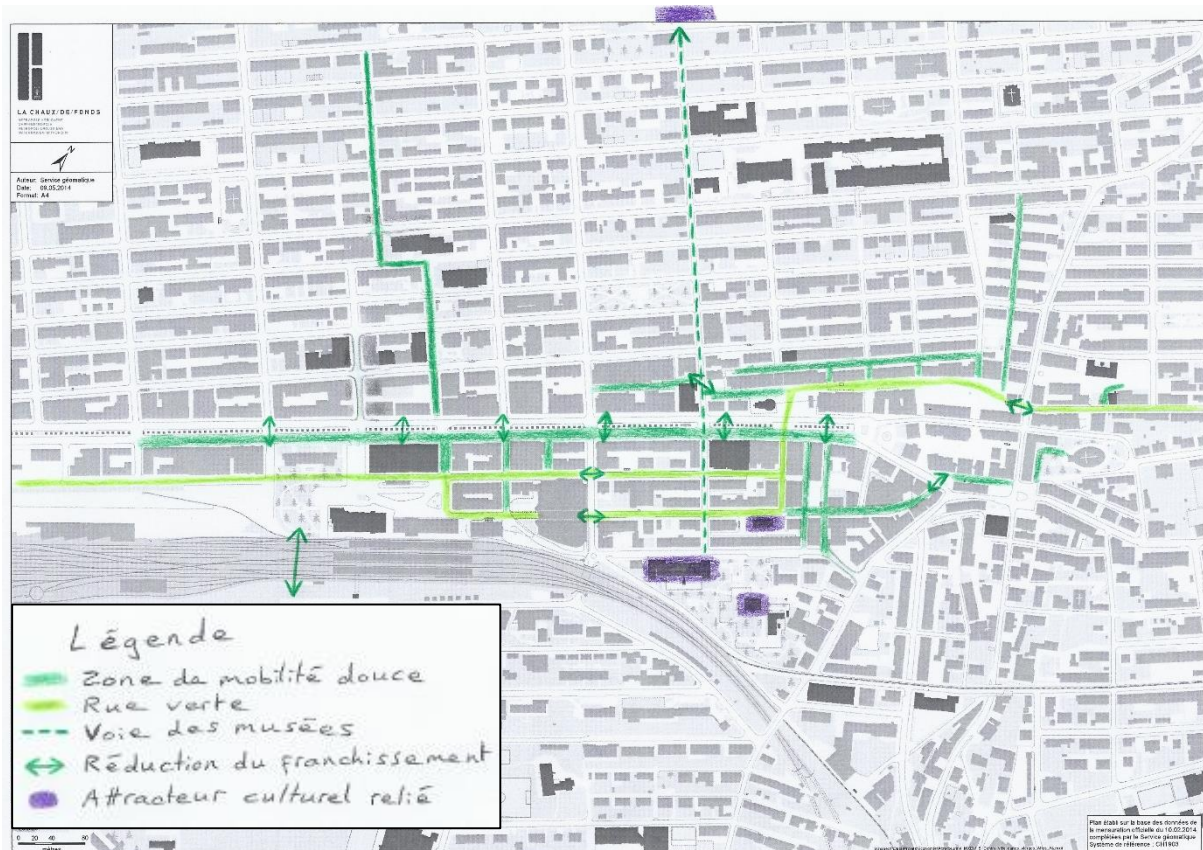 LA CHAUX/DE/FONDS
N
Auteur: Service géomatique
Date: 09.05.2014
Format: A4
Légende
Zone de mobilité douce
Rue verte
Voie des musées
Réduction du franchissement
Attracteur culturel relié
0 20 40 80
mètres
Plan établi sur la base des données de
la mensuration officielle du 10.02.2014,
complétées par le Service géomatique
Système de référence : CH1903